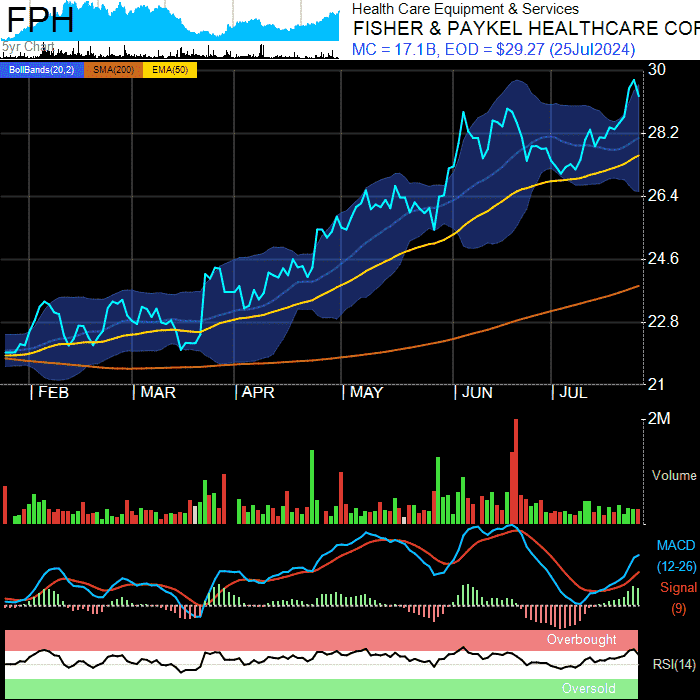 FPH
Health Care Equipment & Services
FISHER & PAYKEL HEALTHCARE COR
5yr Chart
MC = 17.1B, EOD = $29.27 (25Jul2024)
BollBands(20,2) SMA(200) EMA(50)
30
28.2
26.4
24.6
22.8
21
FEB MAR APR MAY JUN JUL
2M
Volume
MACD
(12-26)
Signal
(9)
Overbought
RSI(14)
Oversold